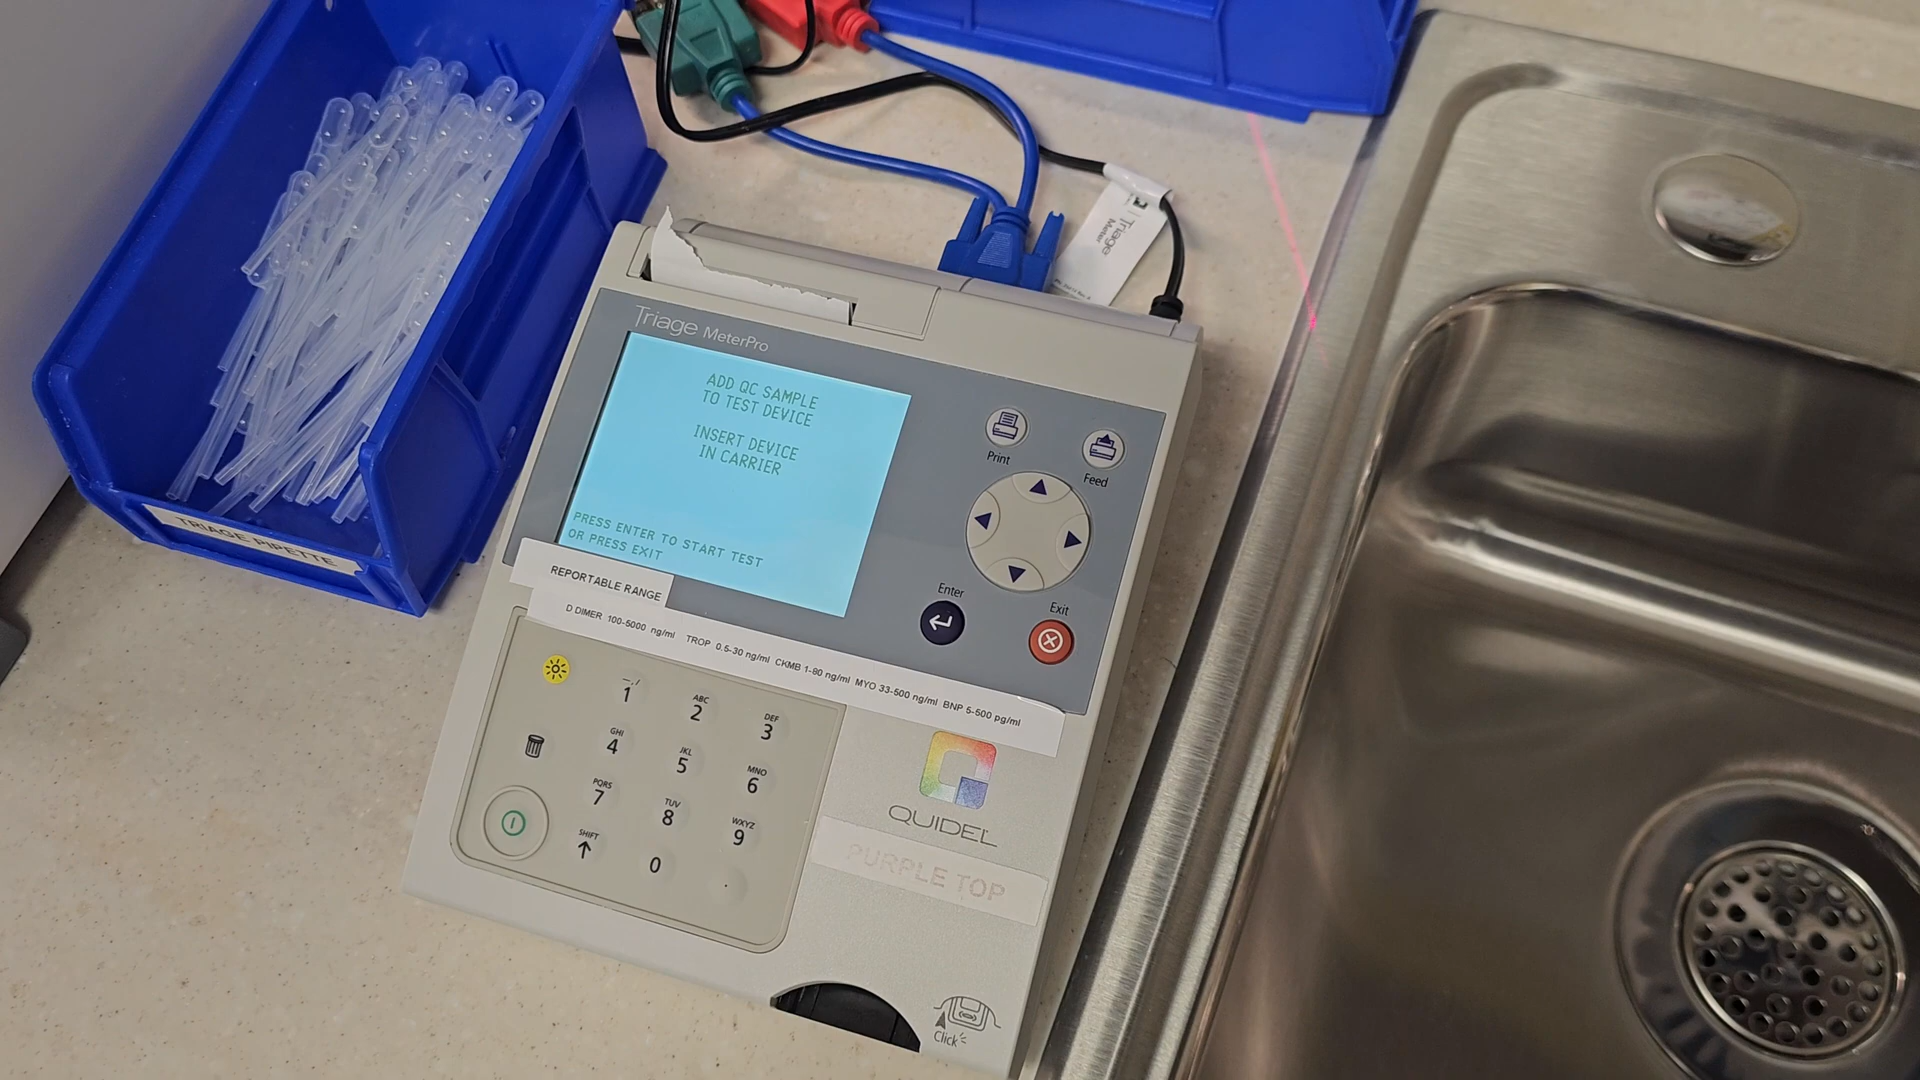 Triage
Meter
Triage MeterPro
ADD QC SAMPLE
TO TEST DEVICE
INSERT DEVICE
IN CARRIER
PRESS ENTER TO START TEST
OR PRESS EXIT
Print
Feed
Enter
Exit
TRIAGE PIPETTE
REPORTABLE RANGE
D DIMER 100-5000 ng/ml TROP 0.5-30 ng/ml CKMB 1-80 ng/ml MYO 33-500 ng/ml BNP 5-500 pg/ml
1
ABC
2
DEF
3
GHI
4
JKL
5
MNO
6
PQRS
7
TUV
8
WXYZ
9
SHIFT
0
.
QUIDEL
PURPLE TOP
Click